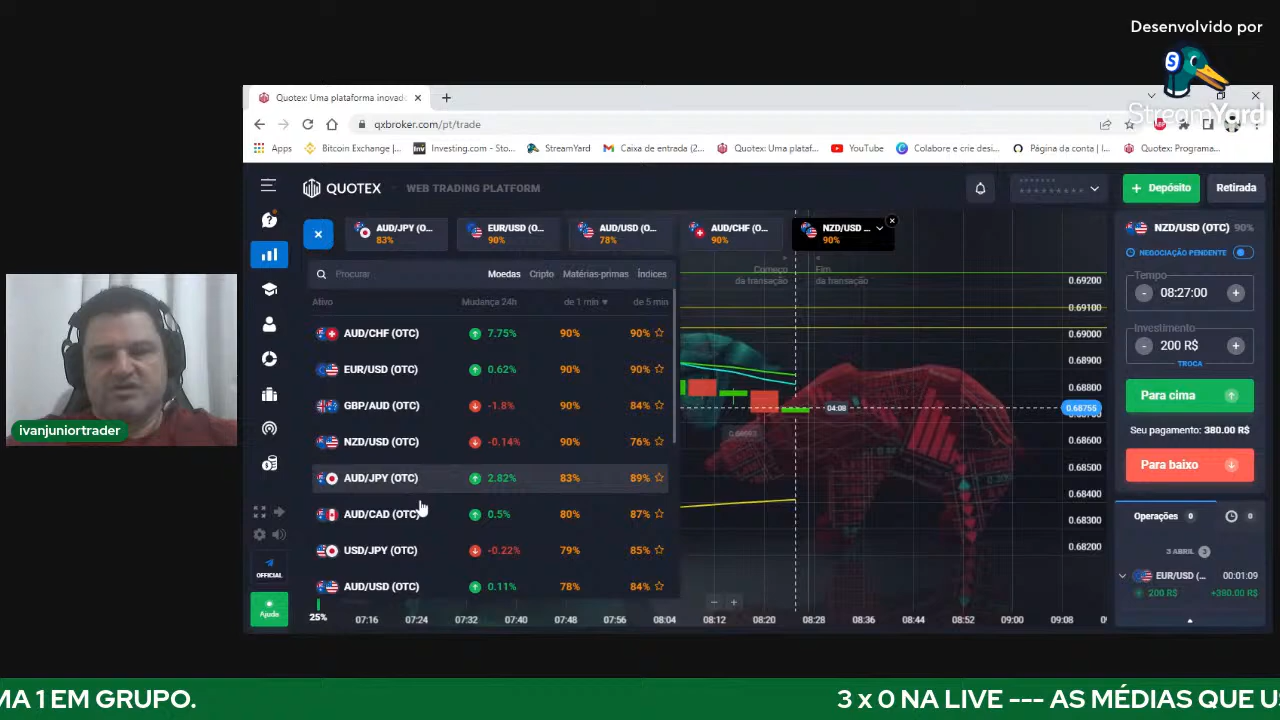 Desenvolvido por
StreamYard
Quotex: Uma plataforma inovado
qxbroker.com/pt/trade
Apps
Bitcoin Exchange |...
Investing.com - Sto...
StreamYard
Caixa de entrada (2...
Quotex: Uma plataf...
YouTube
Colabore e crie desi...
Página da conta | I...
Quotex: Programa...
QUOTEX
WEB TRADING PLATFORM
Depósito
Retirada
AUD/JPY (O...
83%
EUR/USD (O...
90%
AUD/USD (O...
78%
AUD/CHF (O...
90%
NZD/USD ...
90%
NZD/USD (OTC) 90%
NEGOCIAÇÃO PENDENTE
Tempo
08:27:00
Investimento
200 R$
TROCA
Para cima
Seu pagamento: 380.00 R$
Para baixo
Operações 0
0
3 ABRIL 3
EUR/USD (... 00:01:09
200 R$ +380.00 R$
Procurar
Moedas
Cripto
Matérias-primas
Índices
Ativo Mudança 24h de 1 min de 5 min
AUD/CHF (OTC) 7.75% 90% 90%
EUR/USD (OTC) 0.62% 90% 90%
GBP/AUD (OTC) -1.8% 90% 84%
NZD/USD (OTC) -0.14% 90% 76%
AUD/JPY (OTC) 2.82% 83% 89%
AUD/CAD (OTC) 0.5% 80% 87%
USD/JPY (OTC) -0.22% 79% 85%
AUD/USD (OTC) 0.11% 78% 84%
Começo
da transação
Fim
da transação
04:08
0.69200
0.69100
0.69000
0.68900
0.68800
0.68755
0.68600
0.68500
0.68400
0.68300
0.68200
OFFICIAL
Ajuda
25%
07:16 07:24 07:32 07:40 07:48 07:56 08:04 08:12 08:20 08:28 08:36 08:44 08:52 09:00 09:08
ivanjuniortrader
MA 1 EM GRUPO.
3 x 0 NA LIVE --- AS MÉDIAS QUE U